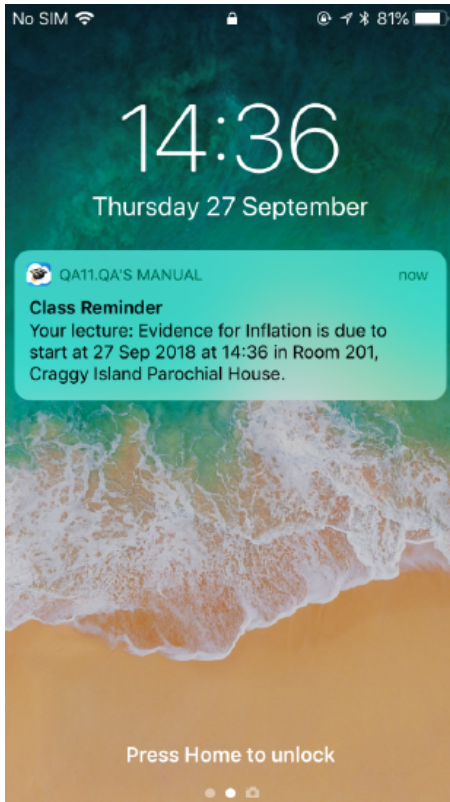 No SIM 81%
14:36
Thursday 27 September
QA11.QA'S MANUAL now
Class Reminder
Your lecture: Evidence for Inflation is due to
start at 27 Sep 2018 at 14:36 in Room 201,
Craggy Island Parochial House.
Press Home to unlock